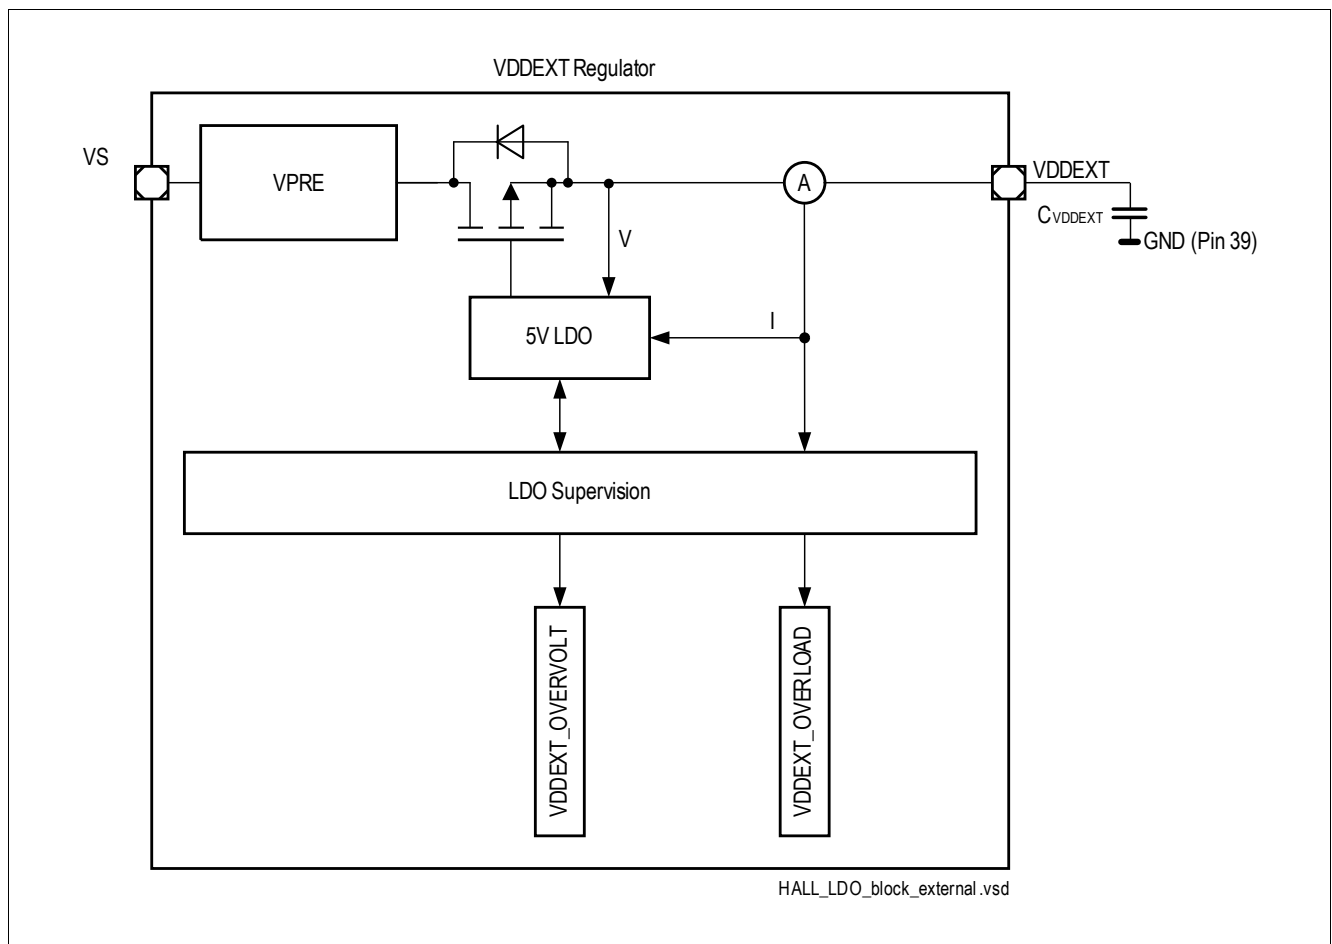 VDDEXT Regulator
VS
VPRE
A
VDDEXT
CVDDEXT
GND (Pin 39)
V
5V LDO
I
LDO Supervision
VDDEXT_OVERVOLT
VDDEXT_OVERLOAD
HALL_LDO_block_external.vsd